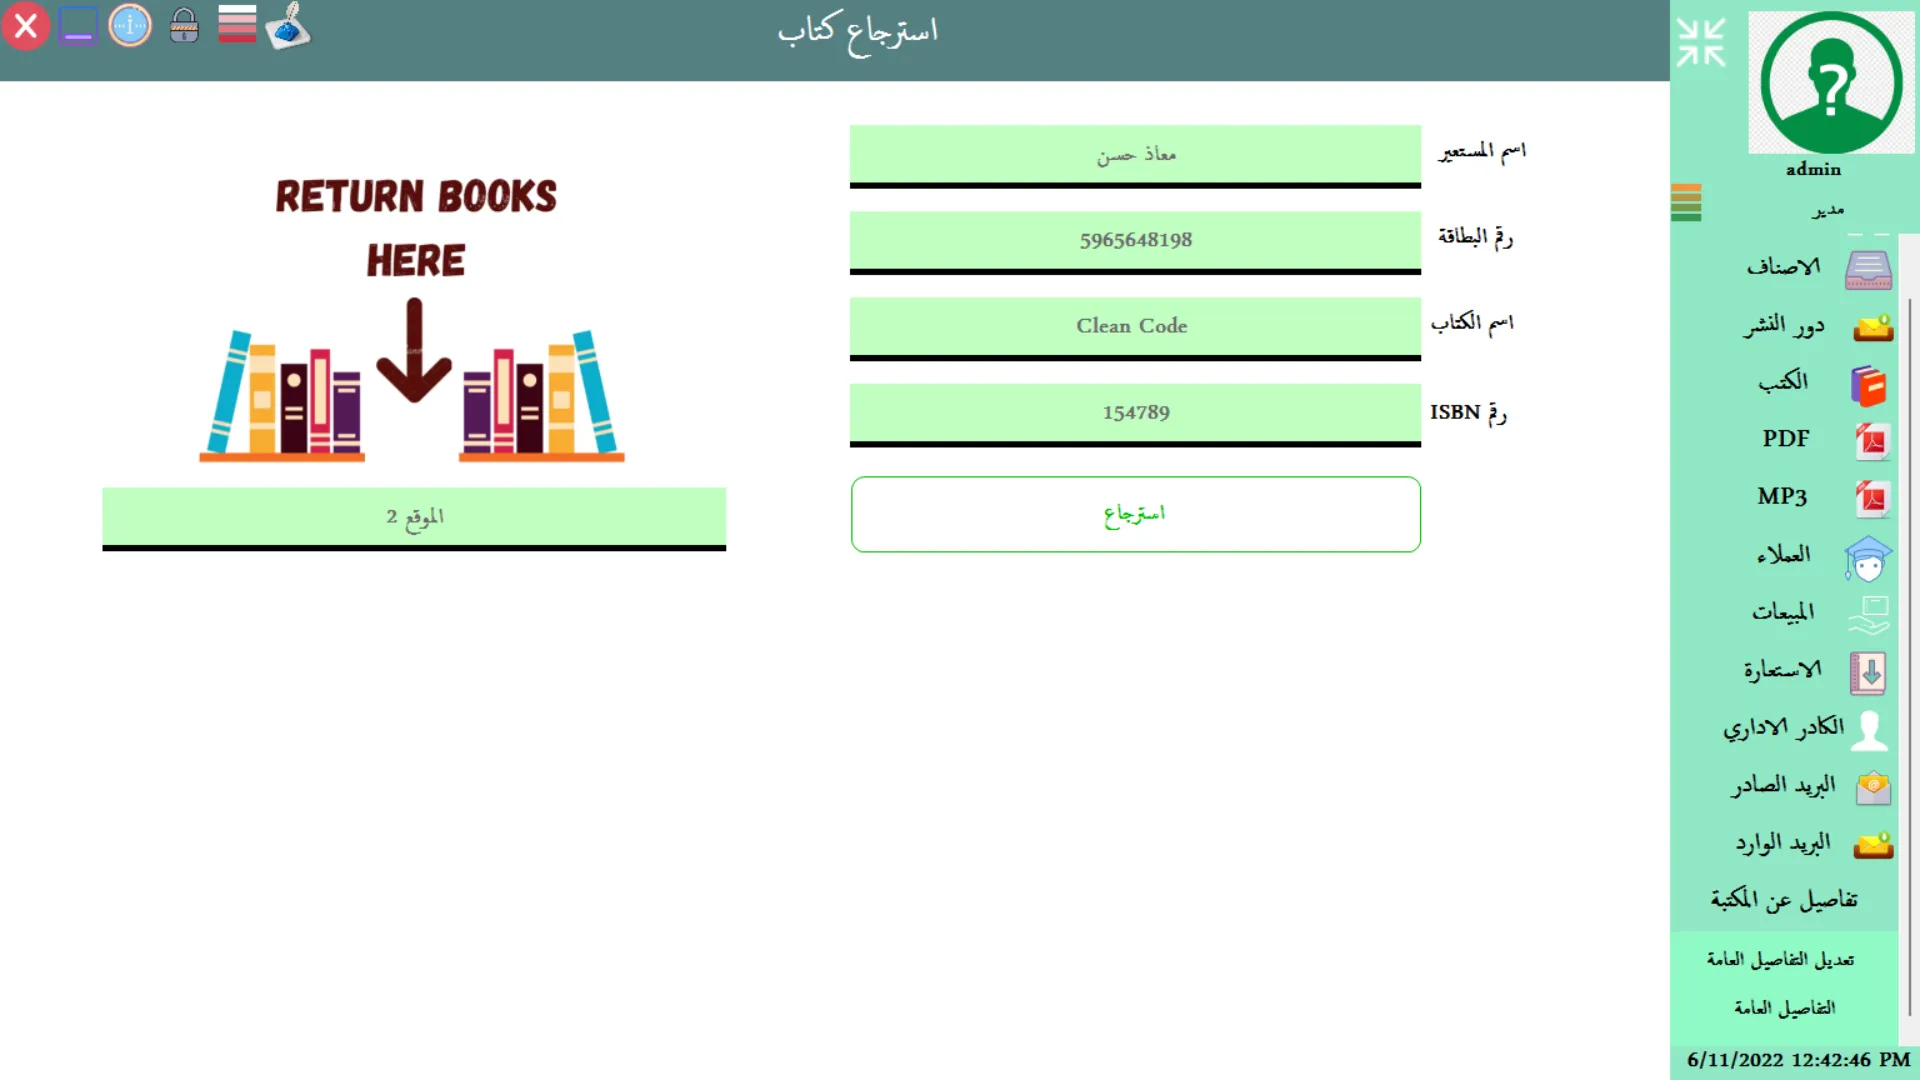 استرجاع كتاب
admin
مدير
اسم المستعير
معاذ حسن
رقم البطاقة
5965648198
اسم الكتاب
Clean Code
رقم ISBN
154789
استرجاع
RETURN BOOKS
HERE
الموقع 2
الاصناف
دور النشر
الكتب
PDF
MP3
العملاء
المبيعات
الاستعارة
الكادر الاداري
البريد الصادر
البريد الوارد
تفاصيل عن المكتبة
تعديل التفاصيل العامة
التفاصيل العامة
6/11/2022 12:42:46 PM